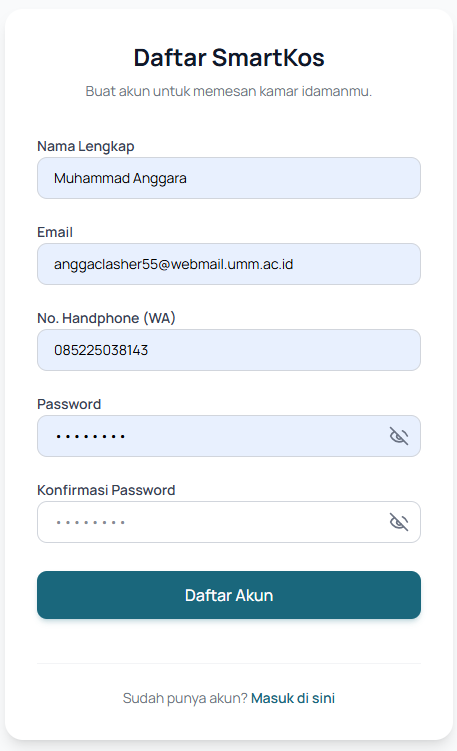 Daftar SmartKos
Buat akun untuk memesan kamar idamanmu.
Nama Lengkap
Muhammad Anggara
Email
anggaclasher55@webmail.umm.ac.id
No. Handphone (WA)
085225038143
Password
••••••••
Konfirmasi Password
••••••••
Daftar Akun
Sudah punya akun? Masuk di sini